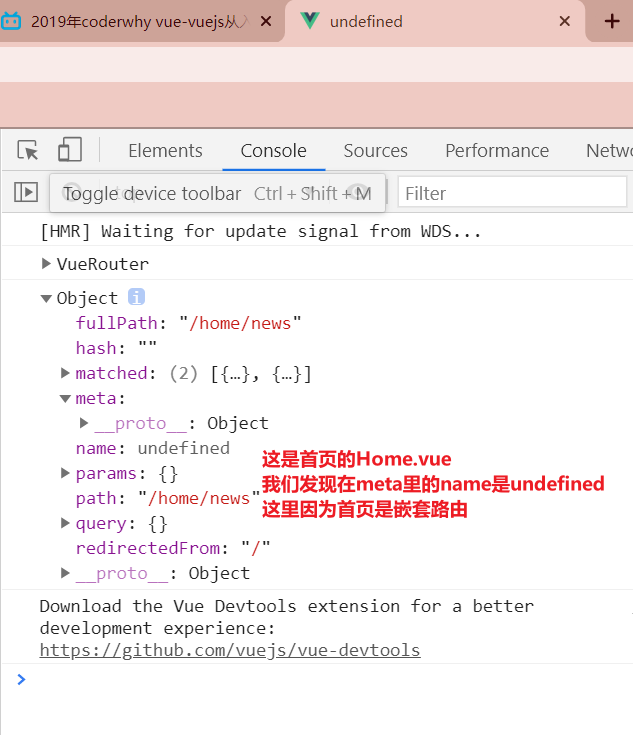 2019年coderwhy vue-vuejs从
undefined
Elements Console Sources Performance Netwo
Toggle device toolbar Ctrl + Shift + M
Filter
[HMR] Waiting for update signal from WDS...
VueRouter
Object
fullPath: "/home/news"
hash: ""
matched: (2) [{…}, {…}]
meta:
__proto__: Object
name: undefined
params: {}
path: "/home/news"
query: {}
redirectedFrom: "/"
__proto__: Object
这是首页的Home.vue
我们发现在meta里的name是undefined
这里因为首页是嵌套路由
Download the Vue Devtools extension for a better
development experience:
https://github.com/vuejs/vue-devtools